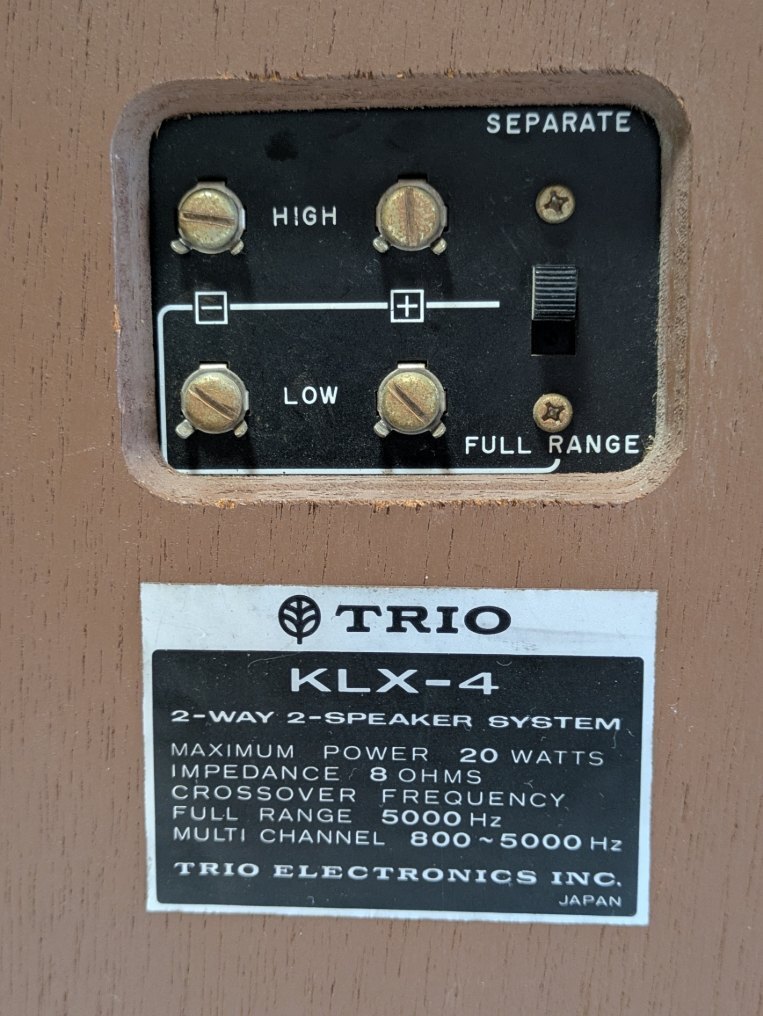 SEPARATE
HIGH
− +
LOW
FULL RANGE
TRIO
KLX-4
2-WAY 2-SPEAKER SYSTEM
MAXIMUM POWER 20 WATTS
IMPEDANCE 8 OHMS
CROSSOVER FREQUENCY
FULL RANGE 5000 Hz
MULTI CHANNEL 800~5000 Hz
TRIO ELECTRONICS INC.
JAPAN